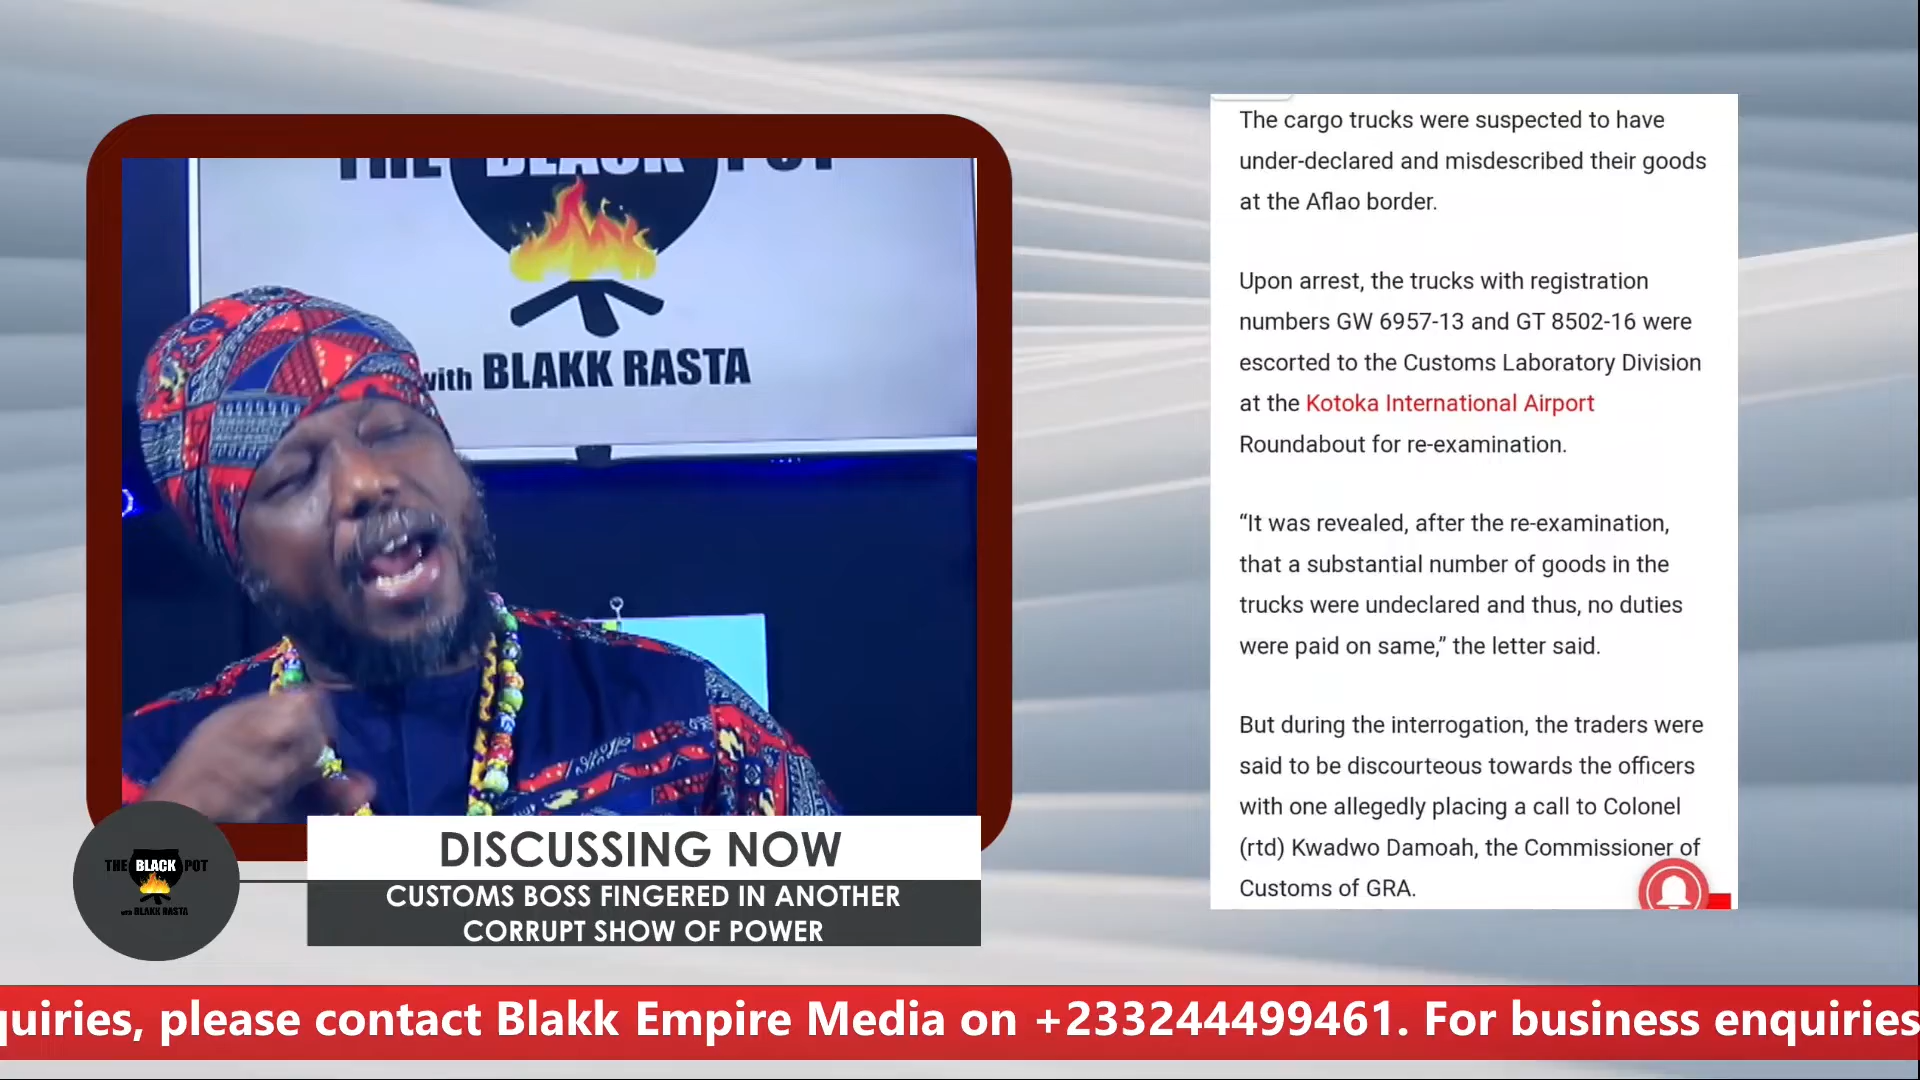 THE BLACK POT
with BLAKK RASTA
The cargo trucks were suspected to have
under-declared and misdescribed their goods
at the Aflao border.
Upon arrest, the trucks with registration
numbers GW 6957-13 and GT 8502-16 were
escorted to the Customs Laboratory Division
at the Kotoka International Airport
Roundabout for re-examination.
“It was revealed, after the re-examination,
that a substantial number of goods in the
trucks were undeclared and thus, no duties
were paid on same,” the letter said.
But during the interrogation, the traders were
said to be discourteous towards the officers
with one allegedly placing a call to Colonel
(rtd) Kwadwo Damoah, the Commissioner of
Customs of GRA.
THE BLACK POT
with BLAKK RASTA
DISCUSSING NOW
CUSTOMS BOSS FINGERED IN ANOTHER
CORRUPT SHOW OF POWER
quiries, please contact Blakk Empire Media on +233244499461. For business enquiries